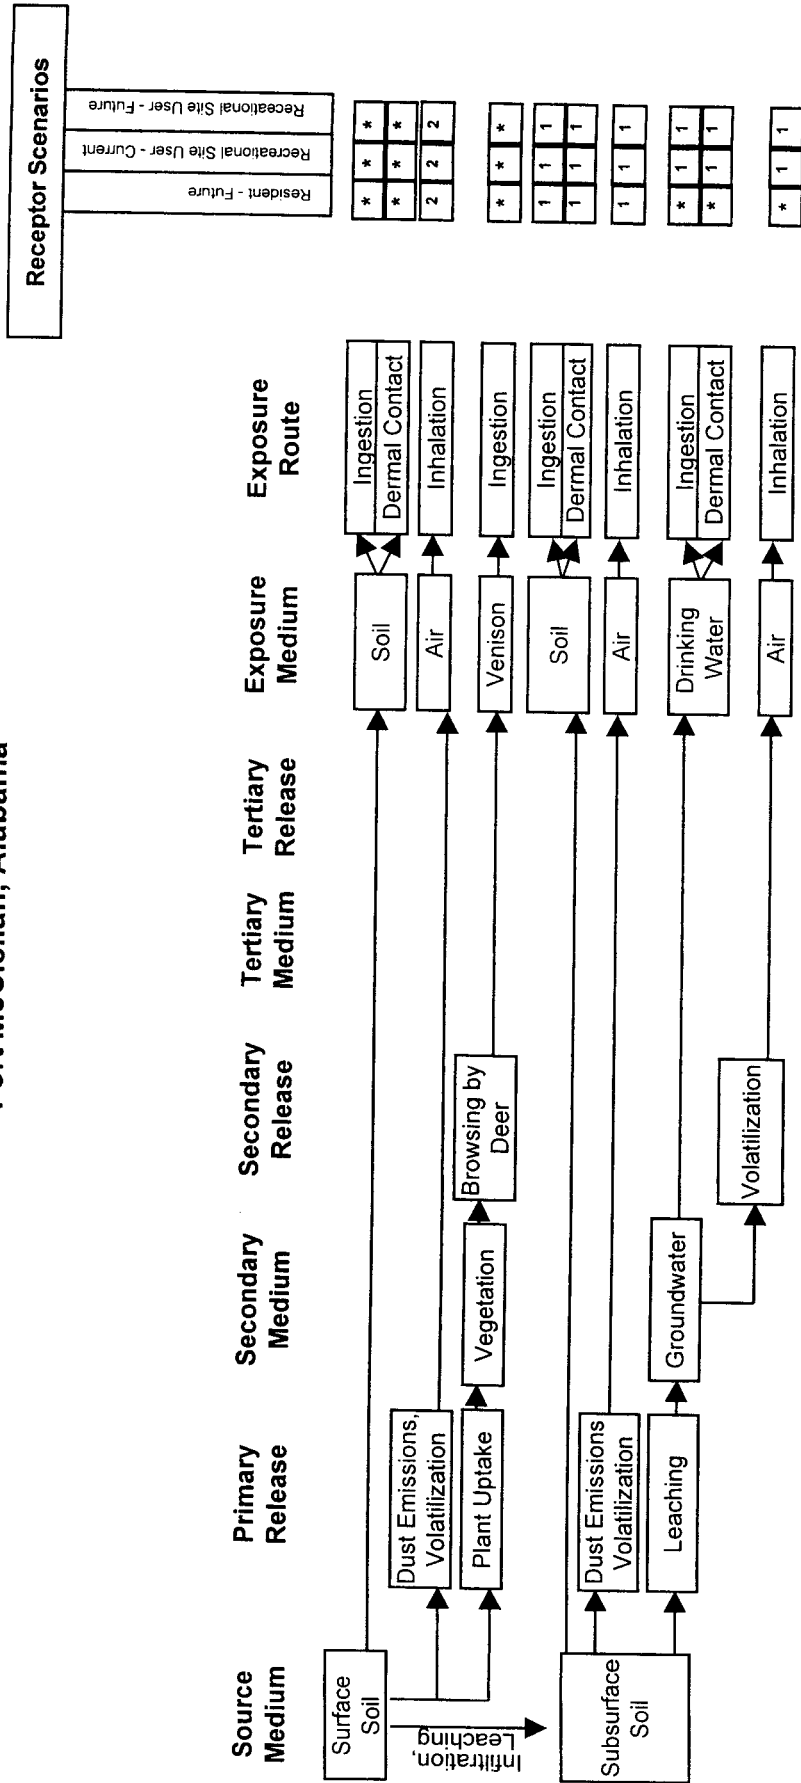 Fort McClellan, Alabama
Receptor Scenarios
Resident - Future
Recreational Site User - Current
Receational Site User - Future
Source
Medium
Primary
Release
Secondary
Medium
Secondary
Release
Tertiary
Medium
Tertiary
Release
Exposure
Medium
Exposure
Route
Surface
Soil
Soil
Ingestion
* * *
Dermal Contact
* * *
Dust Emissions,
Volatilization
Air
Inhalation
2 2 2
Plant Uptake
Vegetation
Browsing by
Deer
Venison
Ingestion
* * *
Infiltration,
Leaching
Subsurface
Soil
Soil
Ingestion
1 1 1
Dermal Contact
1 1 1
Dust Emissions
Volatilization
Air
Inhalation
1 1 1
Leaching
Groundwater
Drinking
Water
Ingestion
* 1 1
Dermal Contact
* 1 1
Volatilization
Air
Inhalation
* 1 1